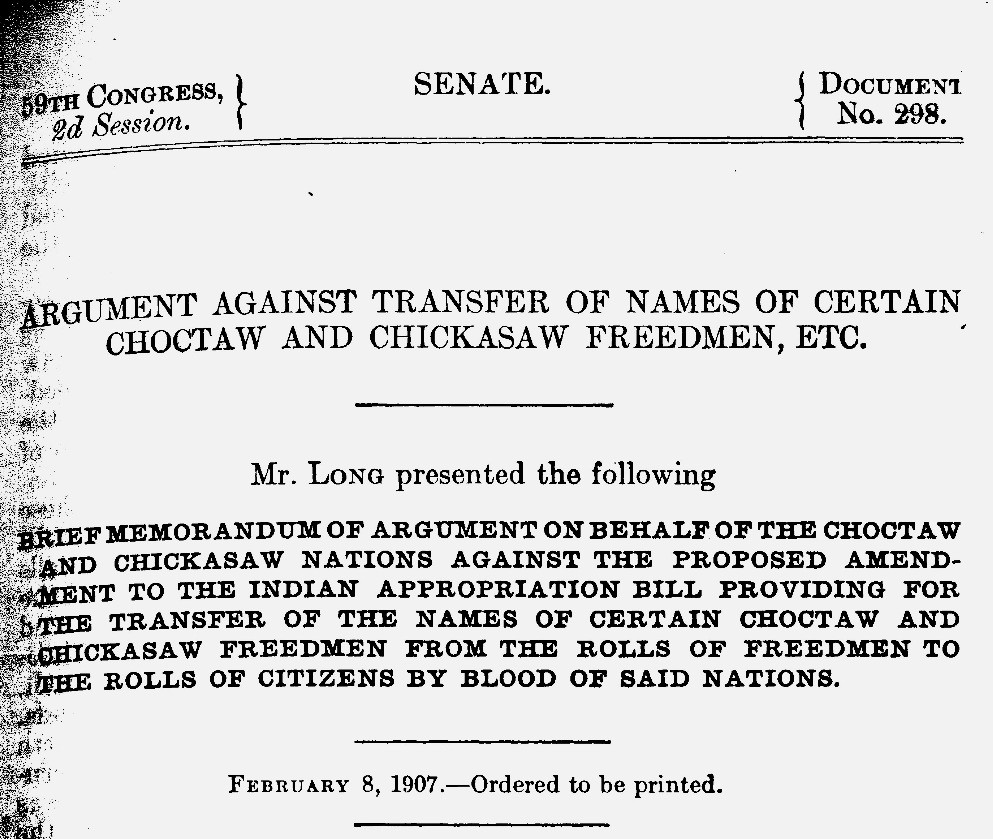 59TH CONGRESS, } SENATE. { DOCUMENT
2d Session. } { No. 298.
ARGUMENT AGAINST TRANSFER OF NAMES OF CERTAIN
CHOCTAW AND CHICKASAW FREEDMEN, ETC.
Mr. LONG presented the following
BRIEF MEMORANDUM OF ARGUMENT ON BEHALF OF THE CHOCTAW
AND CHICKASAW NATIONS AGAINST THE PROPOSED AMEND-
MENT TO THE INDIAN APPROPRIATION BILL PROVIDING FOR
THE TRANSFER OF THE NAMES OF CERTAIN CHOCTAW AND
CHICKASAW FREEDMEN FROM THE ROLLS OF FREEDMEN TO
THE ROLLS OF CITIZENS BY BLOOD OF SAID NATIONS.
FEBRUARY 8, 1907.—Ordered to be printed.